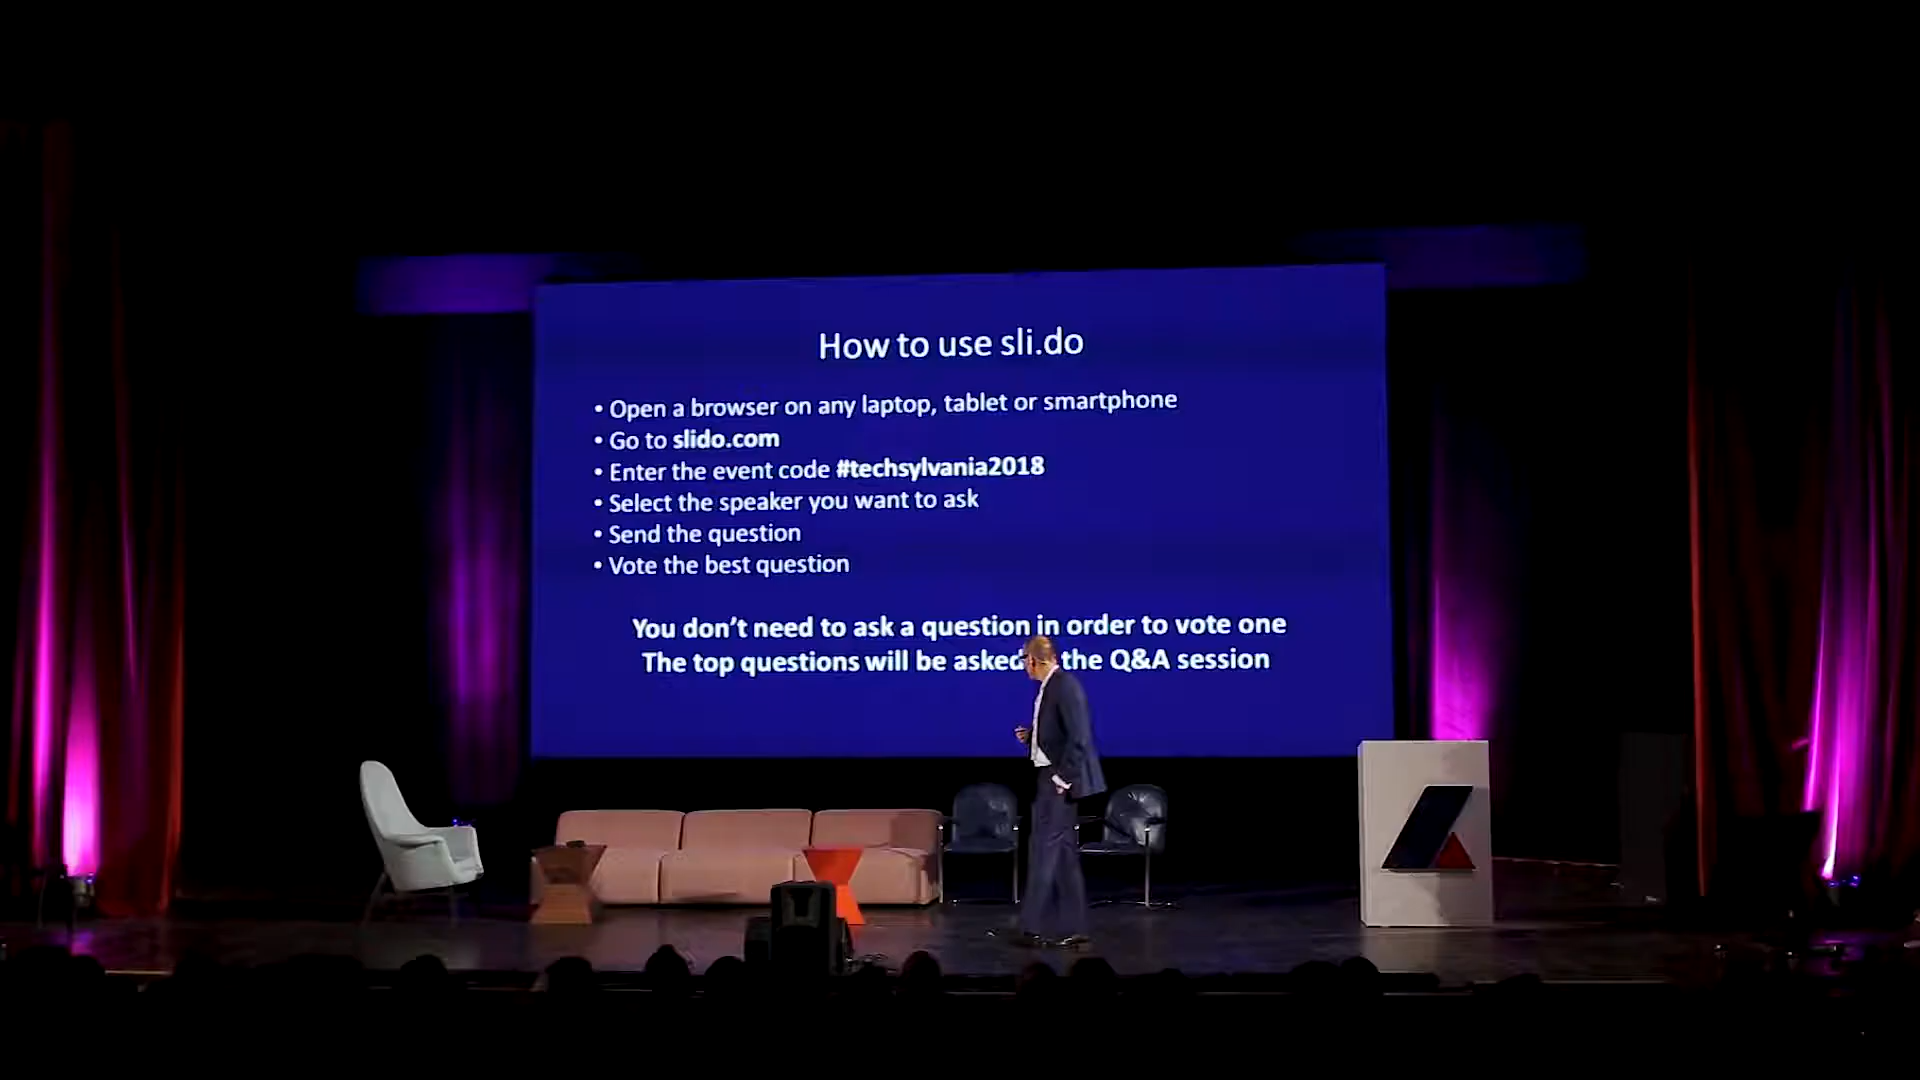 How to use sli.do
• Open a browser on any laptop, tablet or smartphone
• Go to slido.com
• Enter the event code #techsylvania2018
• Select the speaker you want to ask
• Send the question
• Vote the best question
You don't need to ask a question in order to vote one
The top questions will be asked the Q&A session